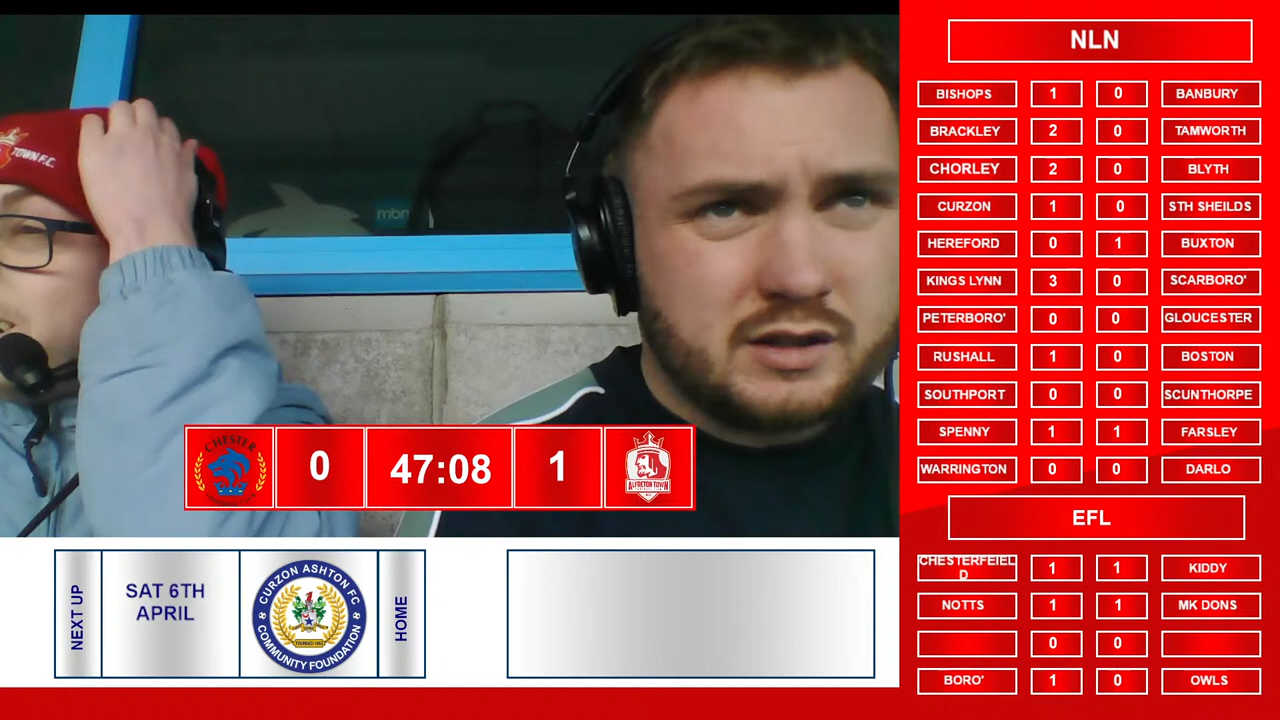 TOWN F.C.
mbn
CHESTER
0
47:08
1
ALFRETON TOWN
NEXT UP
SAT 6TH
APRIL
CURZON ASHTON FC
& COMMUNITY FOUNDATION &
HOME
NLN
BISHOPS 1 0 BANBURY
BRACKLEY 2 0 TAMWORTH
CHORLEY 2 0 BLYTH
CURZON 1 0 STH SHEILDS
HEREFORD 0 1 BUXTON
KINGS LYNN 3 0 SCARBORO'
PETERBORO' 0 0 GLOUCESTER
RUSHALL 1 0 BOSTON
SOUTHPORT 0 0 SCUNTHORPE
SPENNY 1 1 FARSLEY
WARRINGTON 0 0 DARLO
EFL
CHESTERFEIEL
D 1 1 KIDDY
NOTTS 1 1 MK DONS
0 0
BORO' 1 0 OWLS